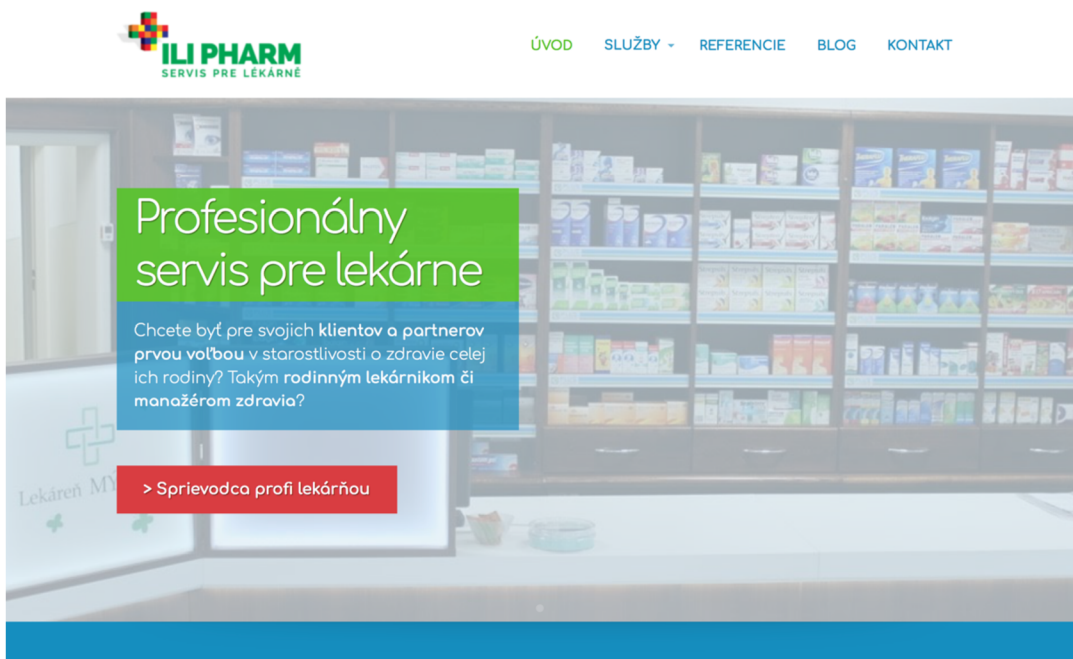 ILI PHARM
SERVIS PRE LÉKÁRNĚ
ÚVOD
SLUŽBY
REFERENCIE
BLOG
KONTAKT
Profesionálny
servis pre lekárne
Chcete byť pre svojich klientov a partnerov
prvou voľbou v starostlivosti o zdravie celej
ich rodiny? Takým rodinným lekárnikom či
manažérom zdravia?
> Sprievodca profi lekárňou
Lekáreň